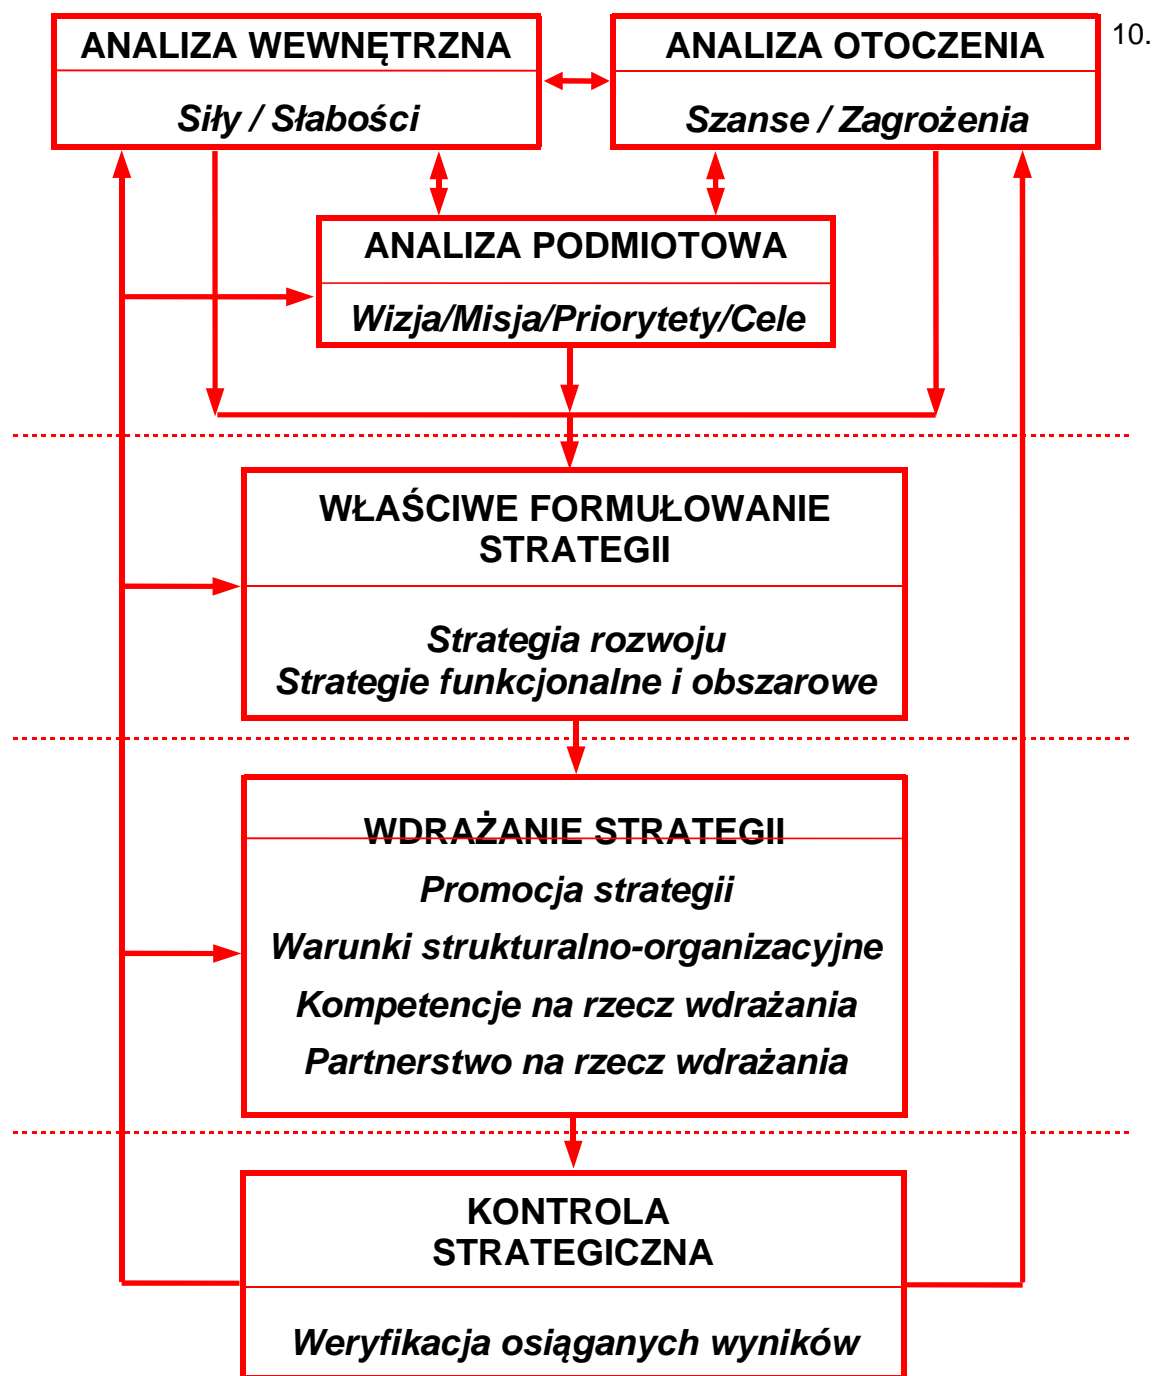 ANALIZA WEWNĘTRZNA
Siły / Słabości
ANALIZA OTOCZENIA
Szanse / Zagrożenia
10.
ANALIZA PODMIOTOWA
Wizja/Misja/Priorytety/Cele
WŁAŚCIWE FORMUŁOWANIE
STRATEGII
Strategia rozwoju
Strategie funkcjonalne i obszarowe
WDRAŻANIE STRATEGII
Promocja strategii
Warunki strukturalno-organizacyjne
Kompetencje na rzecz wdrażania
Partnerstwo na rzecz wdrażania
KONTROLA
STRATEGICZNA
Weryfikacja osiąganych wyników